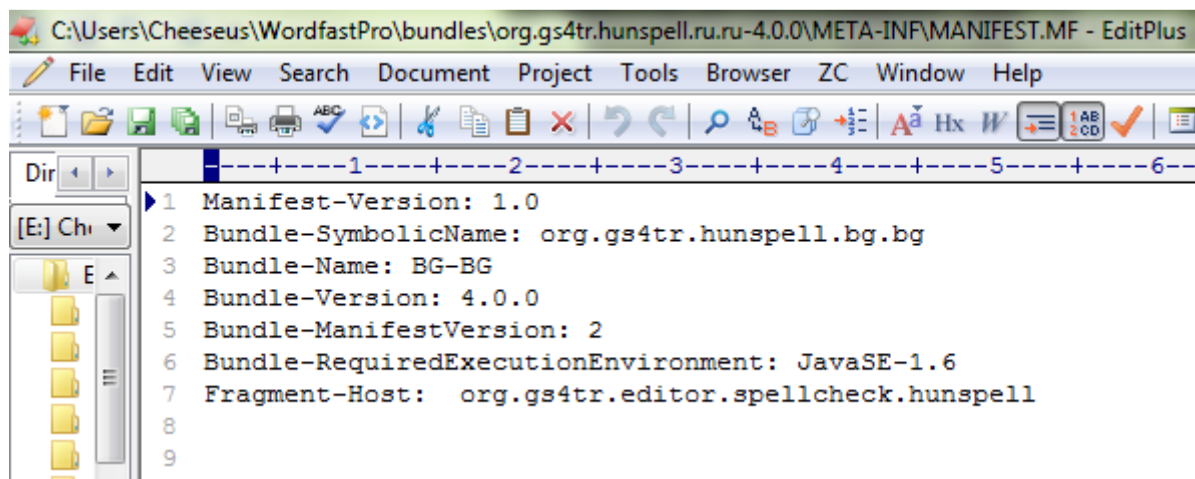 C:\Users\Cheeseus\WordfastPro\bundles\org.gs4tr.hunspell.ru.ru-4.0.0\META-INF\MANIFEST.MF - EditPlus
File Edit View Search Document Project Tools Browser ZC Window Help
Dir
----+----1----+----2----+----3----+----4----+----5----+----6--
[E:] Ch
E
1 Manifest-Version: 1.0
2 Bundle-SymbolicName: org.gs4tr.hunspell.bg.bg
3 Bundle-Name: BG-BG
4 Bundle-Version: 4.0.0
5 Bundle-ManifestVersion: 2
6 Bundle-RequiredExecutionEnvironment: JavaSE-1.6
7 Fragment-Host:  org.gs4tr.editor.spellcheck.hunspell
8
9